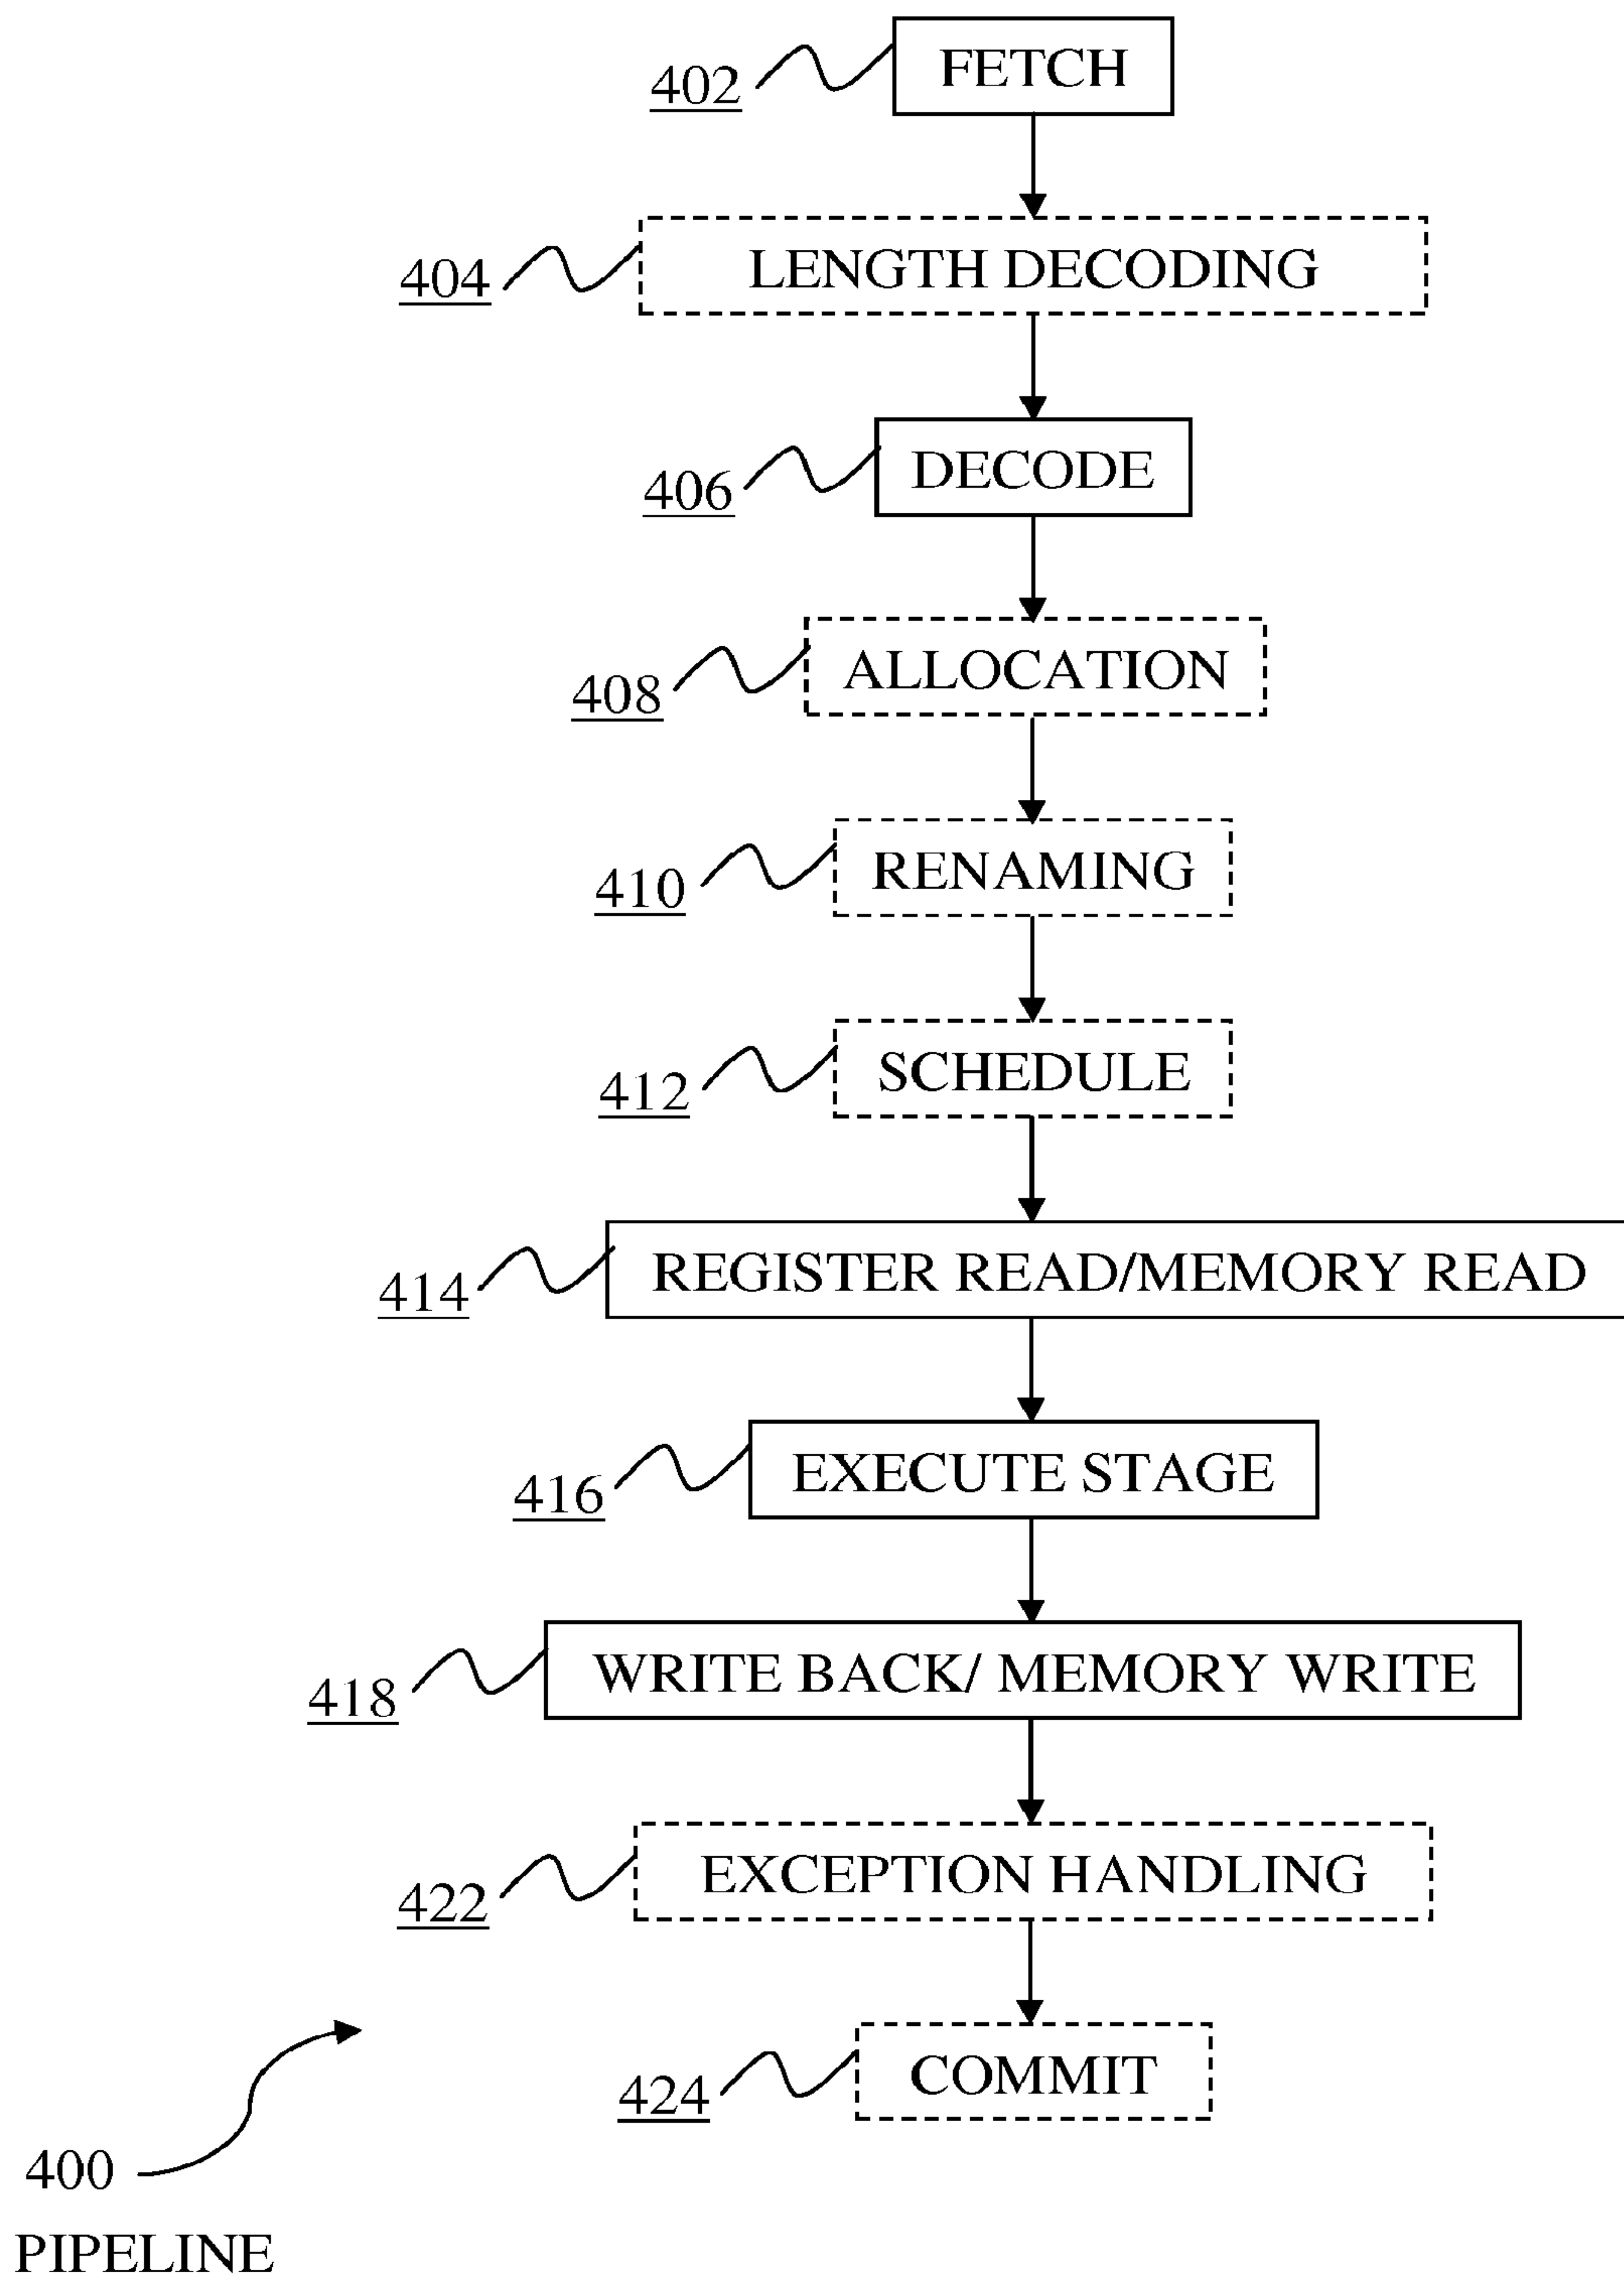 FETCH
402
LENGTH DECODING
404
DECODE
406
ALLOCATION
408
RENAMING
410
SCHEDULE
412
REGISTER READ/MEMORY READ
414
EXECUTE STAGE
416
WRITE BACK/ MEMORY WRITE
418
EXCEPTION HANDLING
422
COMMIT
424
400
PIPELINE